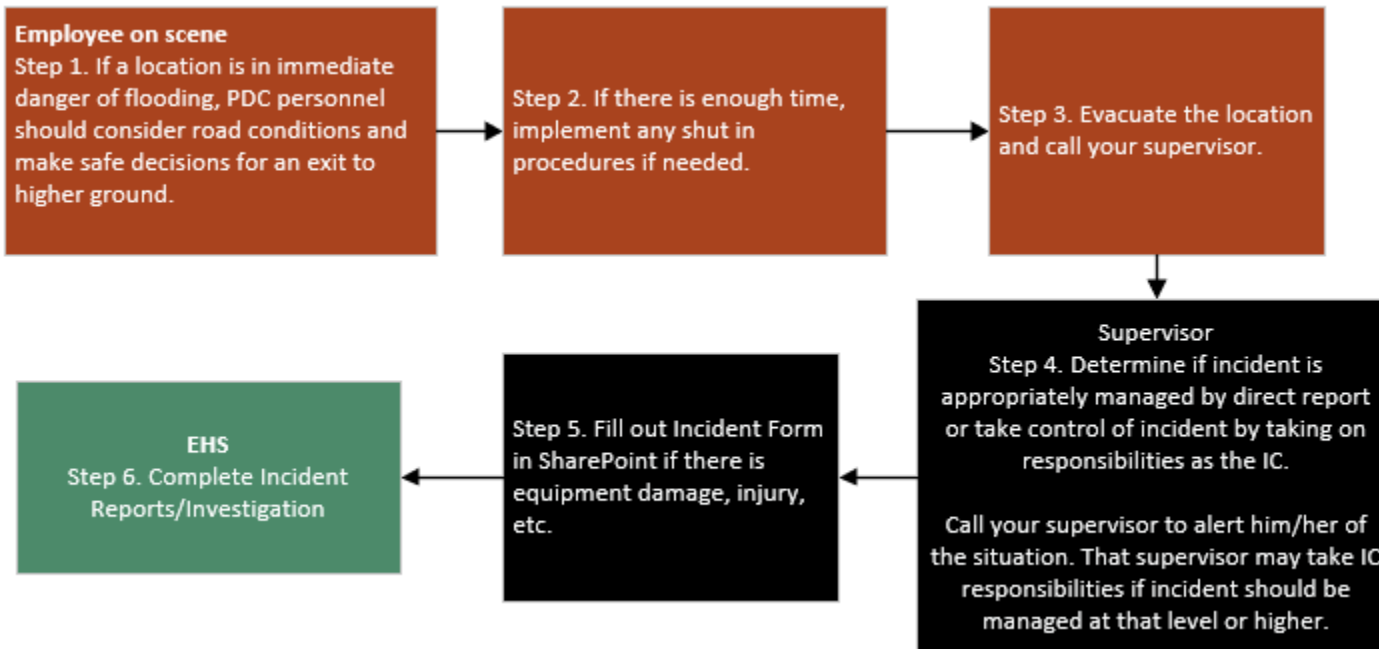 Employee on scene
Step 1. If a location is in immediate
danger of flooding, PDC personnel
should consider road conditions and
make safe decisions for an exit to
higher ground.
Step 2. If there is enough time,
implement any shut in
procedures if needed.
Step 3. Evacuate the location
and call your supervisor.
Supervisor
Step 4. Determine if incident is
appropriately managed by direct report
or take control of incident by taking on
responsibilities as the IC.
Call your supervisor to alert him/her of
the situation. That supervisor may take IC
responsibilities if incident should be
managed at that level or higher.
Step 5. Fill out Incident Form
in SharePoint if there is
equipment damage, injury,
etc.
EHS
Step 6. Complete Incident
Reports/Investigation